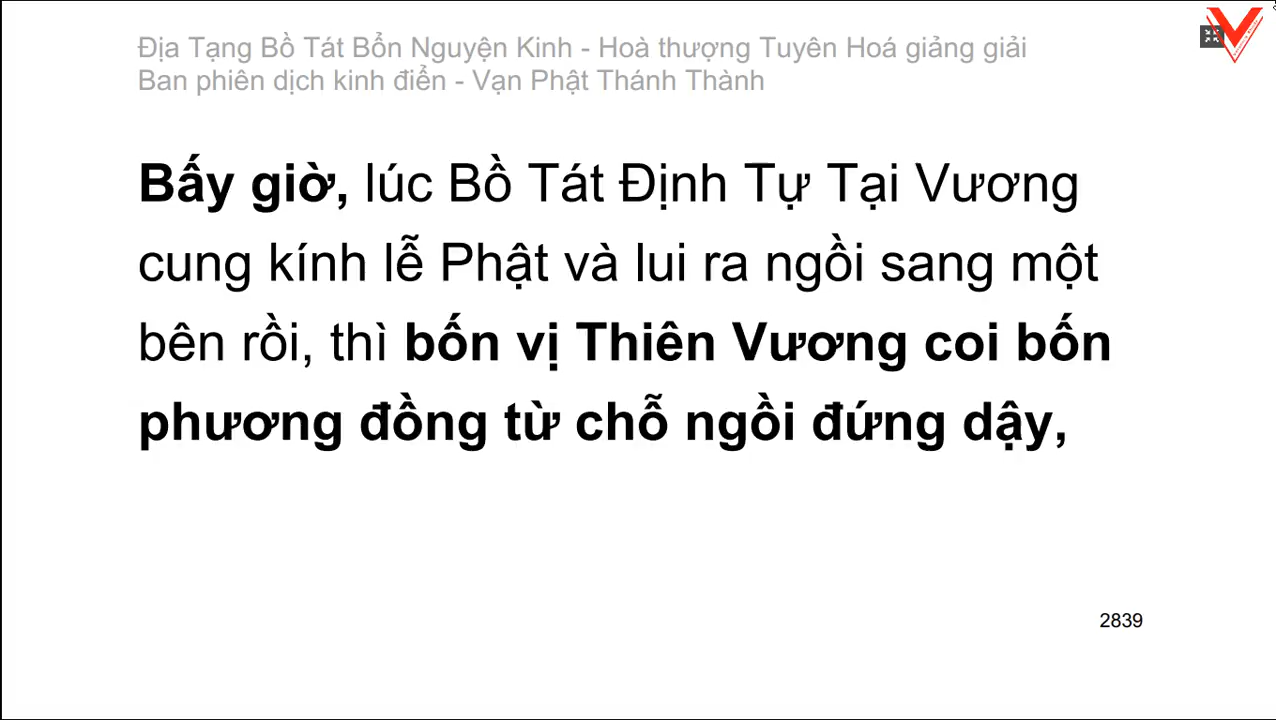 Địa Tạng Bồ Tát Bổn Nguyện Kinh - Hoà thượng Tuyên Hoá giảng giải
Ban phiên dịch kinh điển - Vạn Phật Thánh Thành
Bấy giờ, lúc Bồ Tát Định Tự Tại Vương
cung kính lễ Phật và lui ra ngồi sang một
bên rồi, thì bốn vị Thiên Vương coi bốn
phương đồng từ chỗ ngồi đứng dậy,
2839